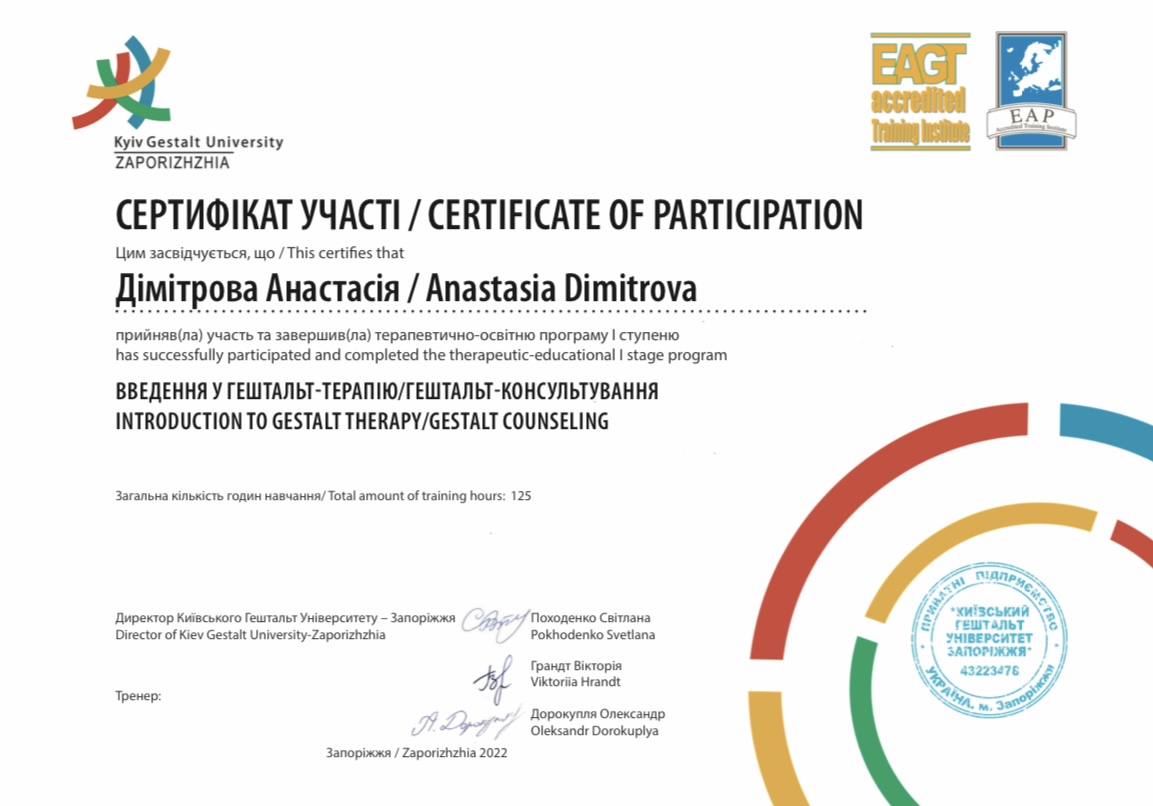 Kyiv Gestalt University
ZAPORIZHZHIA
EAGT
accredited
Training Institute
EAP
Accredited Training Institute
СЕРТИФІКАТ УЧАСТІ / CERTIFICATE OF PARTICIPATION
Цим засвідчується, що / This certifies that
Дімітрова Анастасія / Anastasia Dimitrova
прийняв(ла) участь та завершив(ла) терапевтично-освітню програму І ступеню
has successfully participated and completed the therapeutic-educational I stage program
ВВЕДЕННЯ У ГЕШТАЛЬТ-ТЕРАПІЮ/ГЕШТАЛЬТ-КОНСУЛЬТУВАННЯ
INTRODUCTION TO GESTALT THERAPY/GESTALT COUNSELING
Загальна кількість годин навчання/ Total amount of training hours: 125
Директор Київського Гештальт Університету – Запоріжжя
Director of Kiev Gestalt University-Zaporizhzhia
Походенко Світлана
Pokhodenko Svetlana
Грандт Вікторія
Viktoriia Hrandt
Тренер:
А. Дорокупля
Дорокупля Олександр
Oleksandr Dorokuplya
Запоріжжя / Zaporizhzhia 2022
ПРИВАТНІ ПІДПРИЄМСТВО
"КИЇВСЬКИЙ
ГЕШТАЛЬТ
УНІВЕРСИТЕТ
ЗАПОРІЖЖЯ"
43223476
УКРАЇНА, м. Запоріжжя